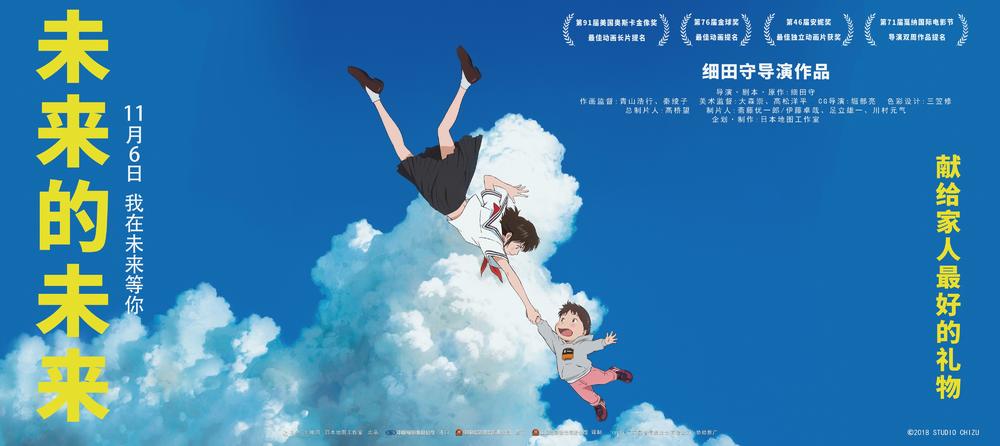 未来的未来
11月6日 我在未来等你
第91届美国奥斯卡金像奖
最佳动画长片提名
第76届金球奖
最佳动画片提名
第46届安妮奖
最佳独立动画片获奖
第71届戛纳国际电影节
导演双周作品提名
细田守导演作品
导演·剧本·原作:细田守
作画监督:青山浩行、秦绫子 美术监督:大森崇、高松洋平 CG导演:堀部亮 色彩设计:三笠修
总制片人:高桥望 制片人:斋藤优一郎/伊藤卓哉、足立雄一、川村元气
企划·制作:日本地图工作室
献给家人最好的礼物
©2018 STUDIO CHIZU